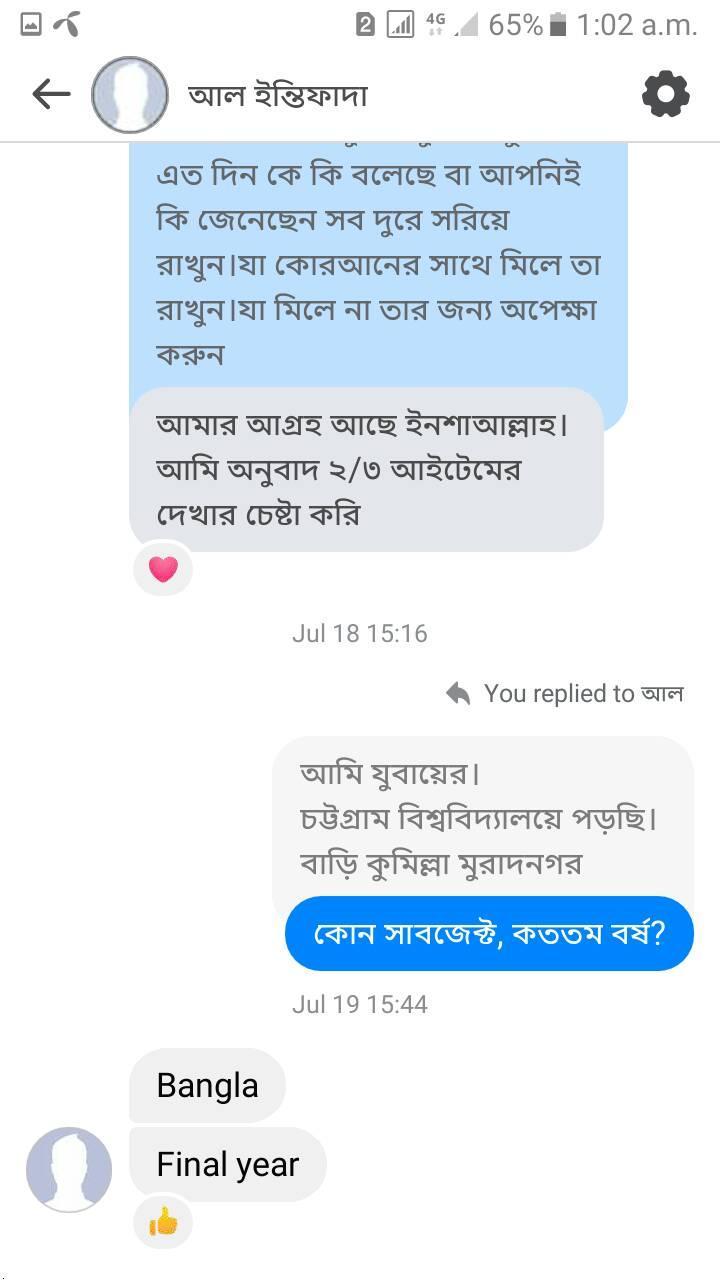 2 4G 65% 1:02 a.m.
আল ইন্তিফাদা
এত দিন কে কি বলেছে বা আপনিই
কি জেনেছেন সব দুরে সরিয়ে
রাখুন।যা কোরআনের সাথে মিলে তা
রাখুন।যা মিলে না তার জন্য অপেক্ষা
করুন
আমার আগ্রহ আছে ইনশাআল্লাহ।
আমি অনুবাদ ২/৩ আইটেমের
দেখার চেষ্টা করি
Jul 18 15:16
You replied to আল
আমি যুবায়ের।
চট্টগ্রাম বিশ্ববিদ্যালয়ে পড়ছি।
বাড়ি কুমিল্লা মুরাদনগর
কোন সাবজেক্ট, কততম বর্ষ?
Jul 19 15:44
Bangla
Final year